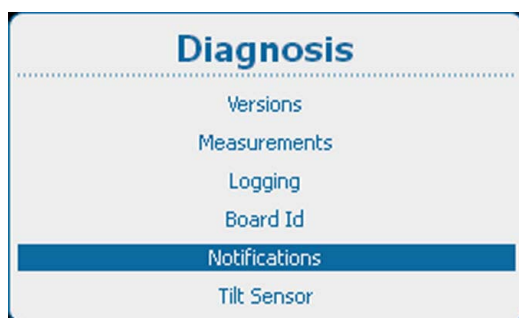 Diagnosis
Versions
Measurements
Logging
Board Id
Notifications
Tilt Sensor